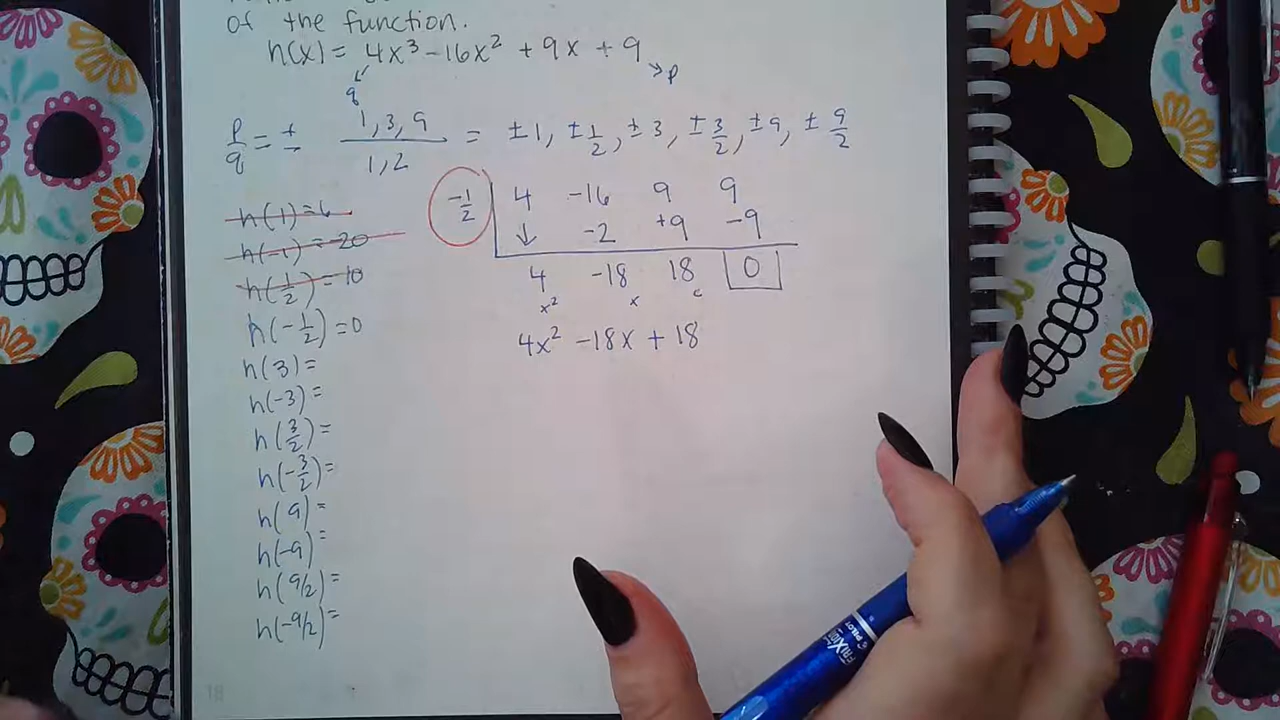 of the function.
h(x) = 4x³ - 16x² + 9x + 9
q p
p/q = ± 1, 3, 9 / 1, 2 = ± 1, ± 1/2, ± 3, ± 3/2, ± 9, ± 9/2
h(1) = 6
h(-1) = -20
h(1/2) = 10
h(-1/2) = 0
h(3) =
h(-3) =
h(3/2) =
h(-3/2) =
h(9) =
h(-9) =
h(9/2) =
h(-9/2) =
-1/2 4 -16 9 9
↓ -2 +9 -9
4 -18 18 0
x² x c
4x² - 18x + 18
FriXion
PILOT
18